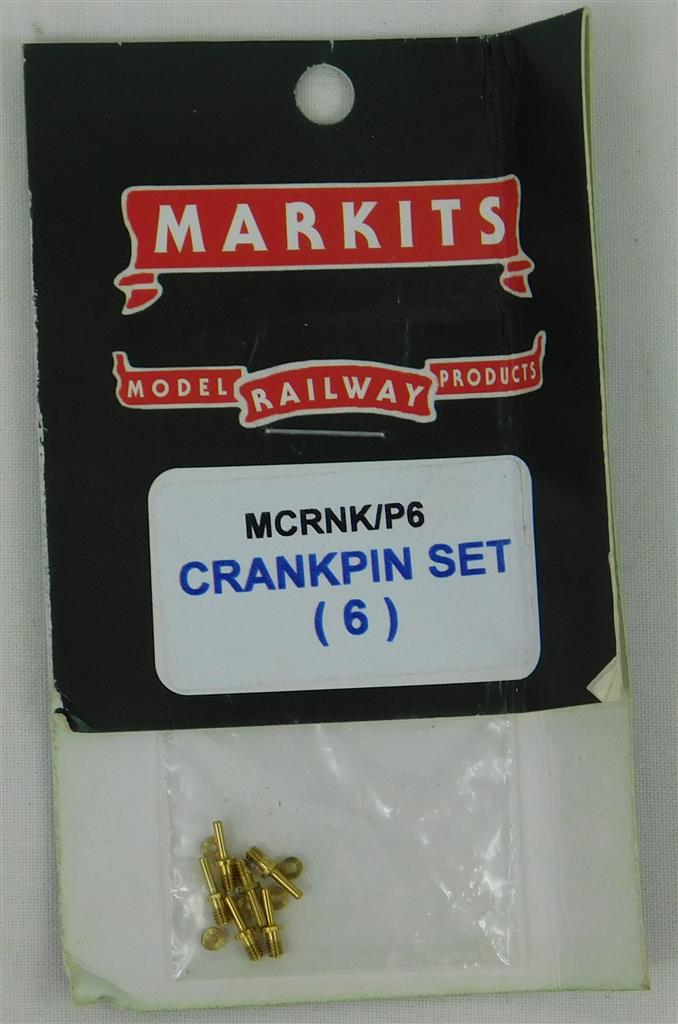 MARKITS
MODEL RAILWAY PRODUCTS
MCRNK/P6
CRANKPIN SET
( 6 )